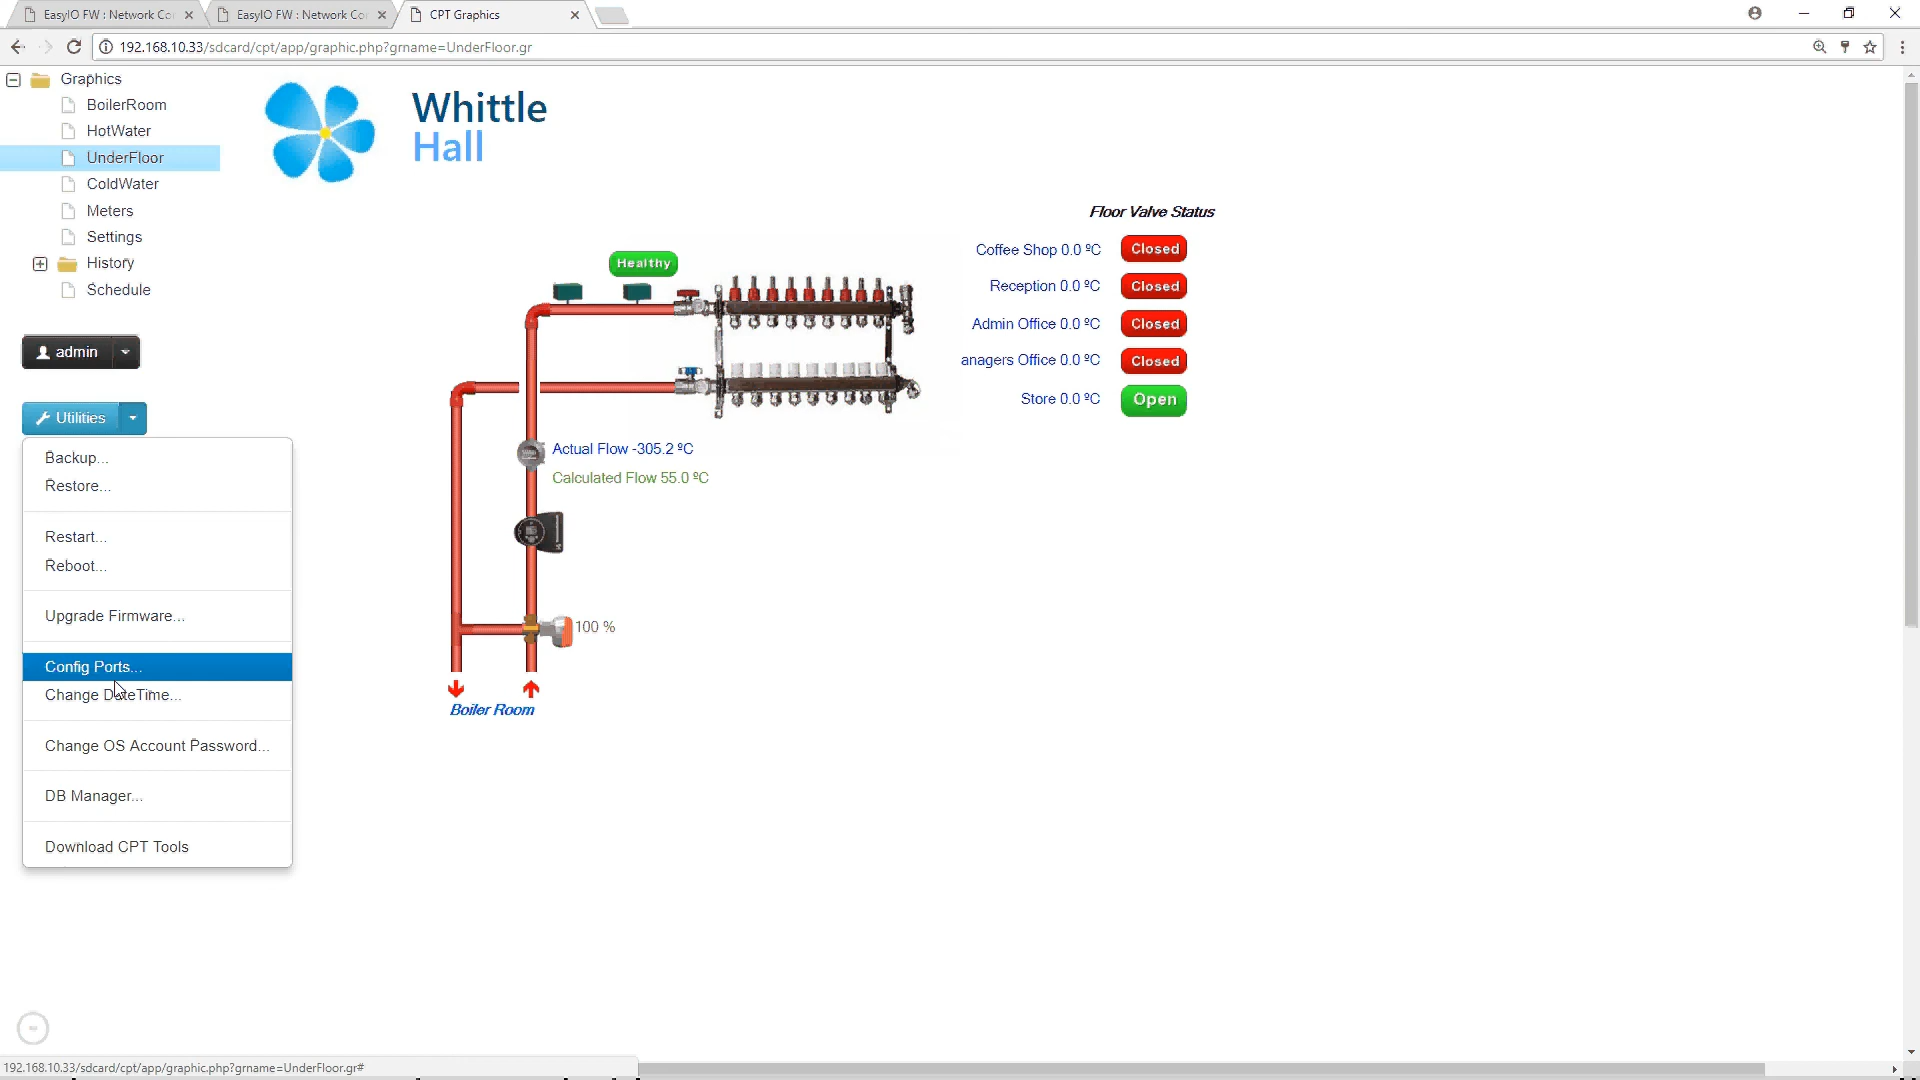 EasyIO FW : Network Co
EasyIO FW : Network Co
CPT Graphics
192.168.10.33/sdcard/cpt/app/graphic.php?grname=UnderFloor.gr
Graphics
BoilerRoom
HotWater
UnderFloor
ColdWater
Meters
Settings
History
Schedule
admin
Utilities
Backup...
Restore...
Restart...
Reboot...
Upgrade Firmware...
Config Ports...
Change DateTime...
Change OS Account Password...
DB Manager...
Download CPT Tools
Whittle
Hall
Floor Valve Status
Coffee Shop 0.0 ºC Closed
Reception 0.0 ºC Closed
Admin Office 0.0 ºC Closed
anagers Office 0.0 ºC Closed
Store 0.0 ºC Open
Healthy
Actual Flow -305.2 ºC
Calculated Flow 55.0 ºC
100 %
Boiler Room
192.168.10.33/sdcard/cpt/app/graphic.php?grname=UnderFloor.gr#